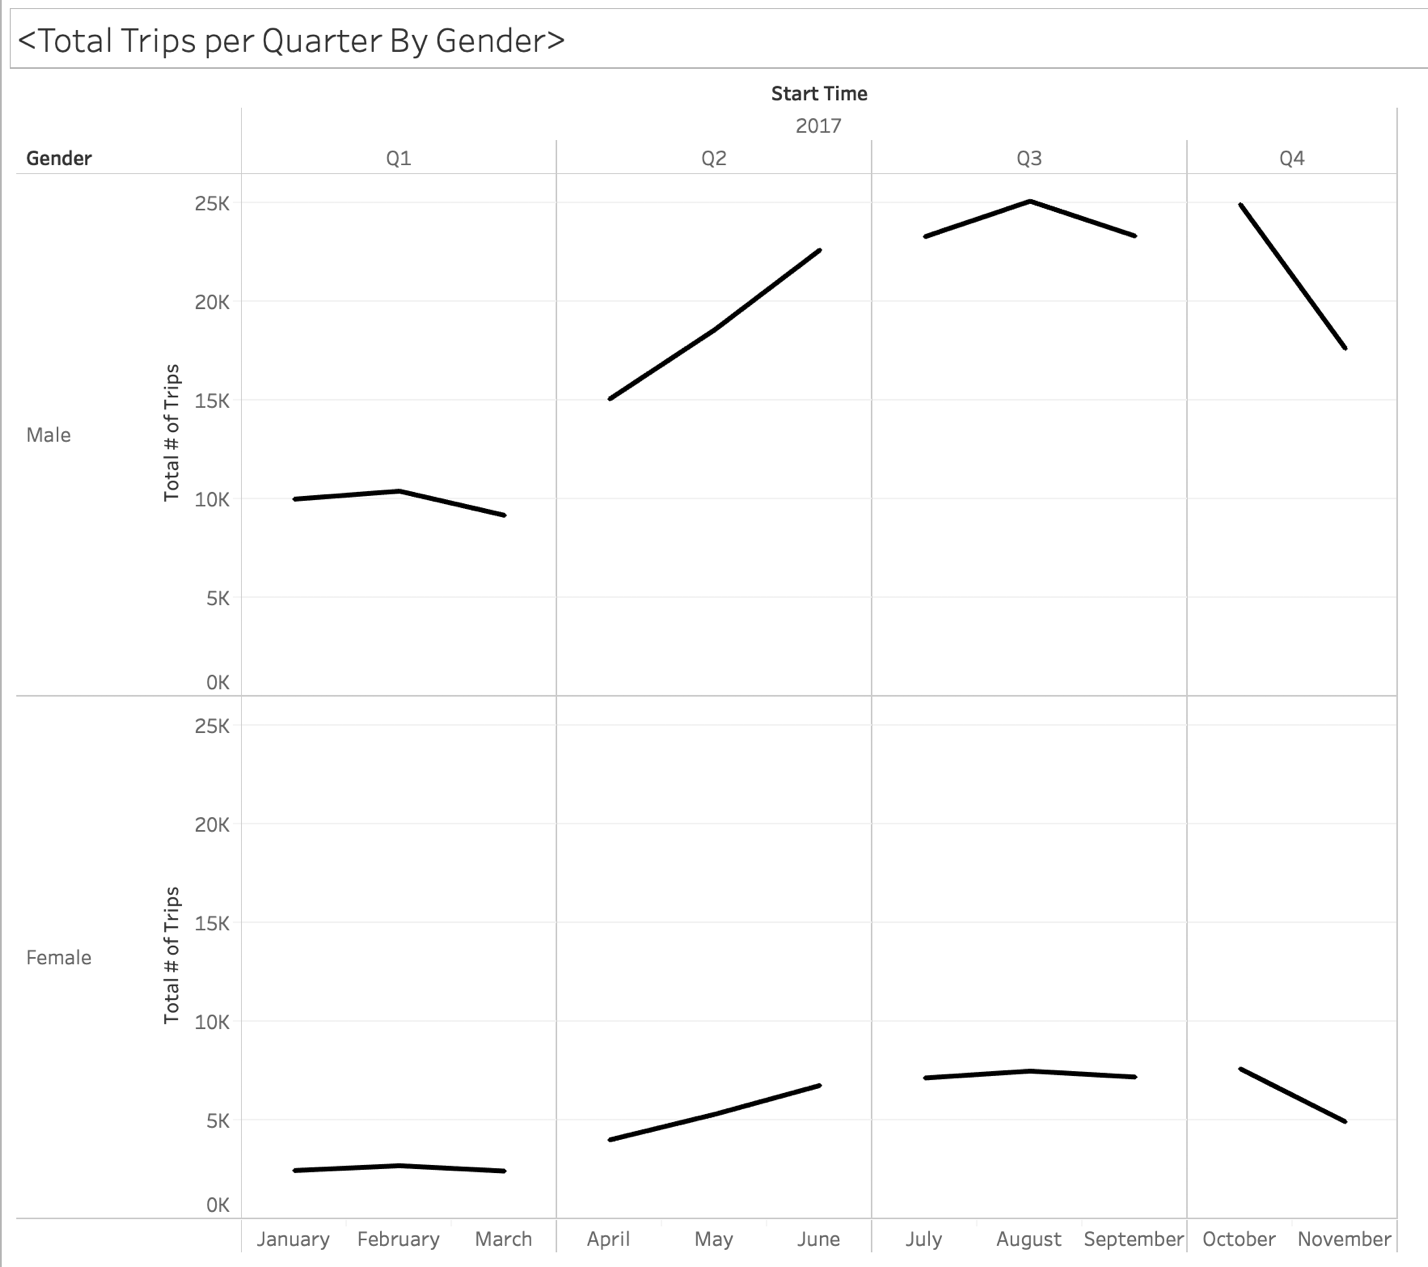 <Total Trips per Quarter By Gender>
Start Time
2017
Gender Q1 Q2 Q3 Q4
25K
20K
15K
10K
5K
0K
Total # of Trips
Male
25K
20K
15K
10K
5K
0K
Total # of Trips
Female
January February March April May June July August September October November